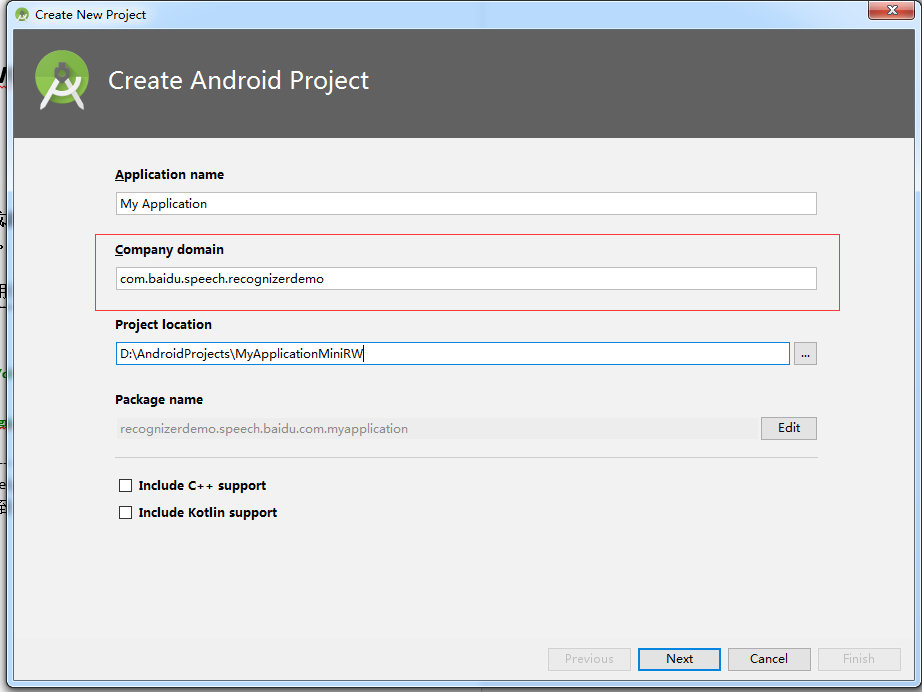 Create New Project
Create Android Project
Application name
My Application
Company domain
com.baidu.speech.recognizerdemo
Project location
D:\AndroidProjects\MyApplicationMiniRW
...
Package name
recognizerdemo.speech.baidu.com.myapplication
Edit
Include C++ support
Include Kotlin support
Previous
Next
Cancel
Finish